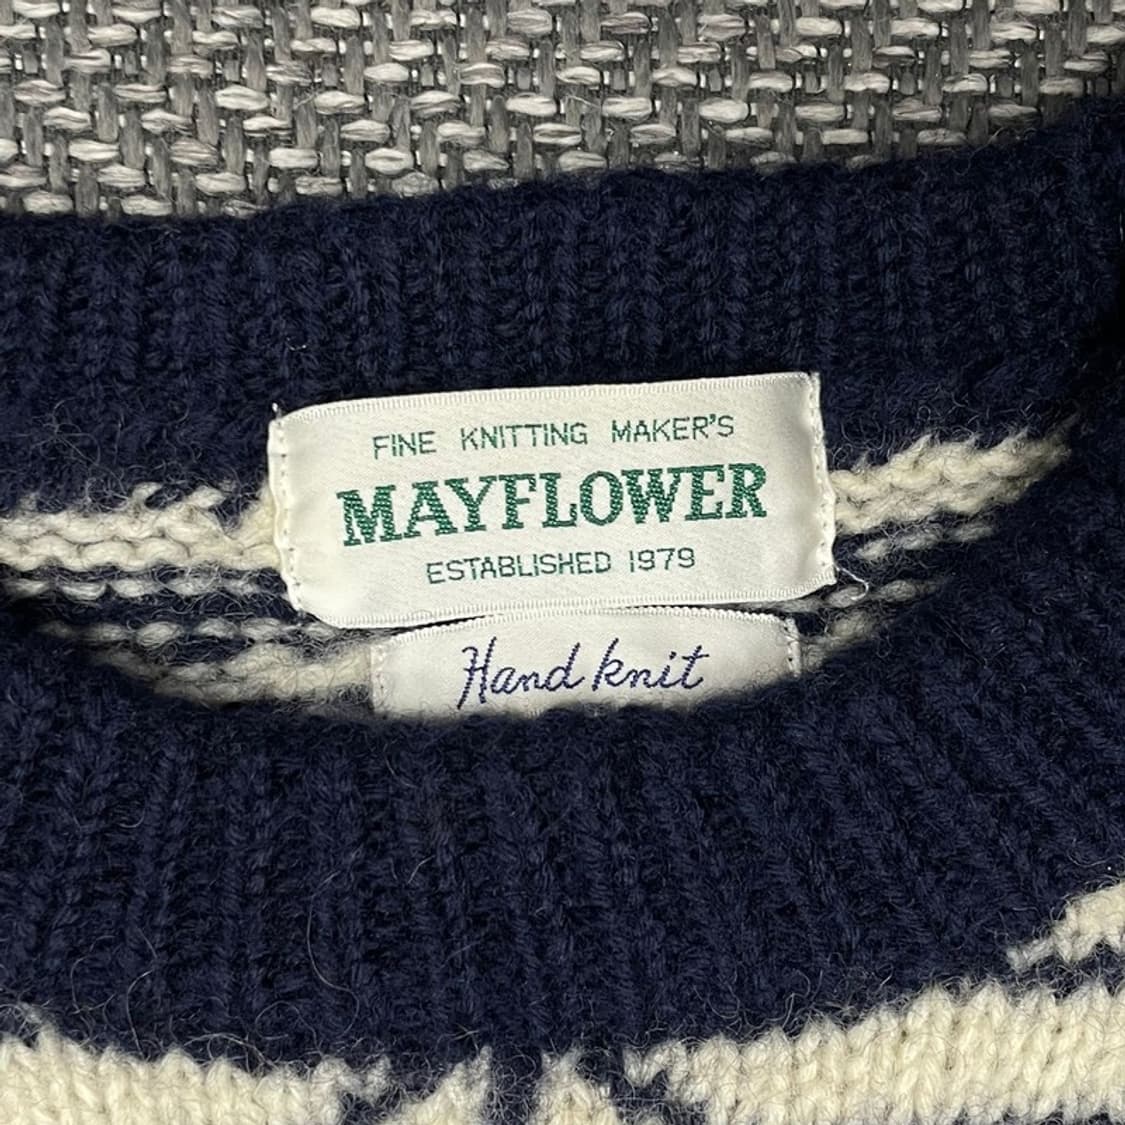 FINE KNITTING MAKER'S
MAYFLOWER
ESTABLISHED 1979
Hand knit